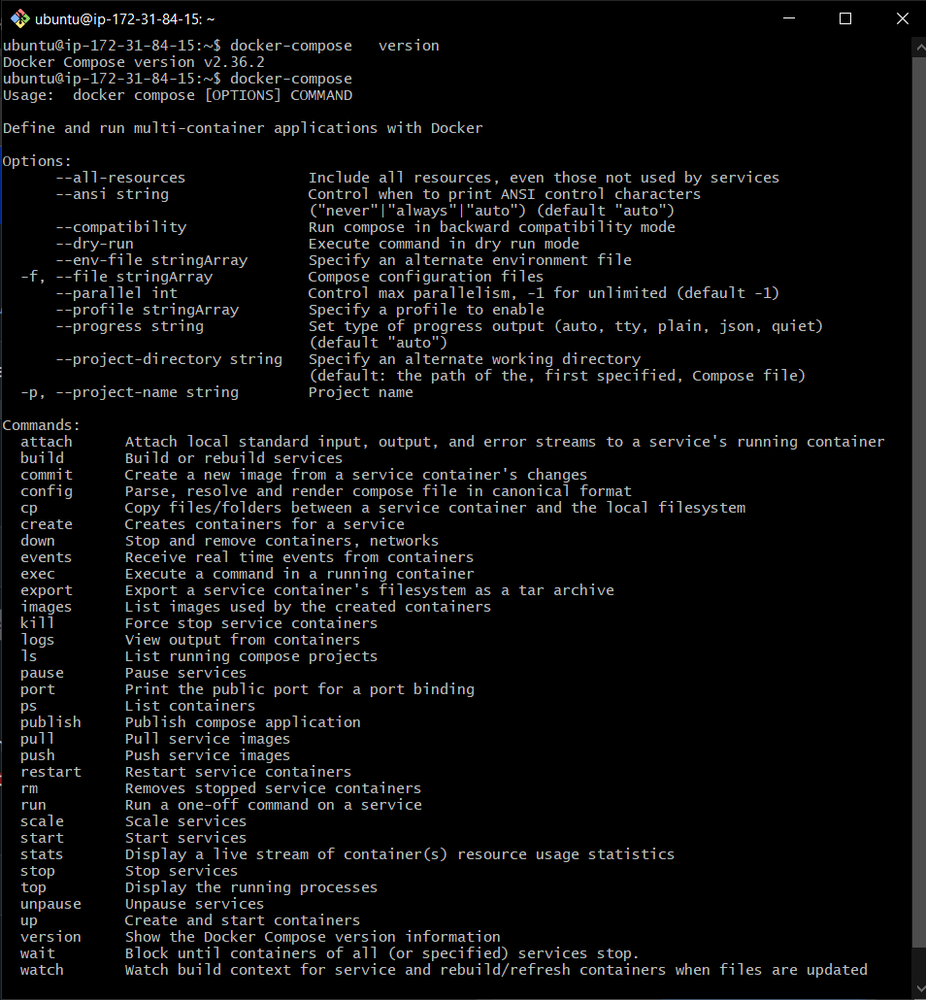 ubuntu@ip-172-31-84-15: ~
ubuntu@ip-172-31-84-15:~$ docker-compose   version
Docker Compose version v2.36.2
ubuntu@ip-172-31-84-15:~$ docker-compose
Usage:  docker compose [OPTIONS] COMMAND

Define and run multi-container applications with Docker

Options:
      --all-resources              Include all resources, even those not used by services
      --ansi string                Control when to print ANSI control characters
                                   ("never"|"always"|"auto") (default "auto")
      --compatibility              Run compose in backward compatibility mode
      --dry-run                    Execute command in dry run mode
      --env-file stringArray       Specify an alternate environment file
  -f, --file stringArray           Compose configuration files
      --parallel int               Control max parallelism, -1 for unlimited (default -1)
      --profile stringArray        Specify a profile to enable
      --progress string            Set type of progress output (auto, tty, plain, json, quiet)
                                   (default "auto")
      --project-directory string   Specify an alternate working directory
                                   (default: the path of the, first specified, Compose file)
  -p, --project-name string        Project name

Commands:
  attach      Attach local standard input, output, and error streams to a service's running container
  build       Build or rebuild services
  commit      Create a new image from a service container's changes
  config      Parse, resolve and render compose file in canonical format
  cp          Copy files/folders between a service container and the local filesystem
  create      Creates containers for a service
  down        Stop and remove containers, networks
  events      Receive real time events from containers
  exec        Execute a command in a running container
  export      Export a service container's filesystem as a tar archive
  images      List images used by the created containers
  kill        Force stop service containers
  logs        View output from containers
  ls          List running compose projects
  pause       Pause services
  port        Print the public port for a port binding
  ps          List containers
  publish     Publish compose application
  pull        Pull service images
  push        Push service images
  restart     Restart service containers
  rm          Removes stopped service containers
  run         Run a one-off command on a service
  scale       Scale services
  start       Start services
  stats       Display a live stream of container(s) resource usage statistics
  stop        Stop services
  top         Display the running processes
  unpause     Unpause services
  up          Create and start containers
  version     Show the Docker Compose version information
  wait        Block until containers of all (or specified) services stop.
  watch       Watch build context for service and rebuild/refresh containers when files are updated